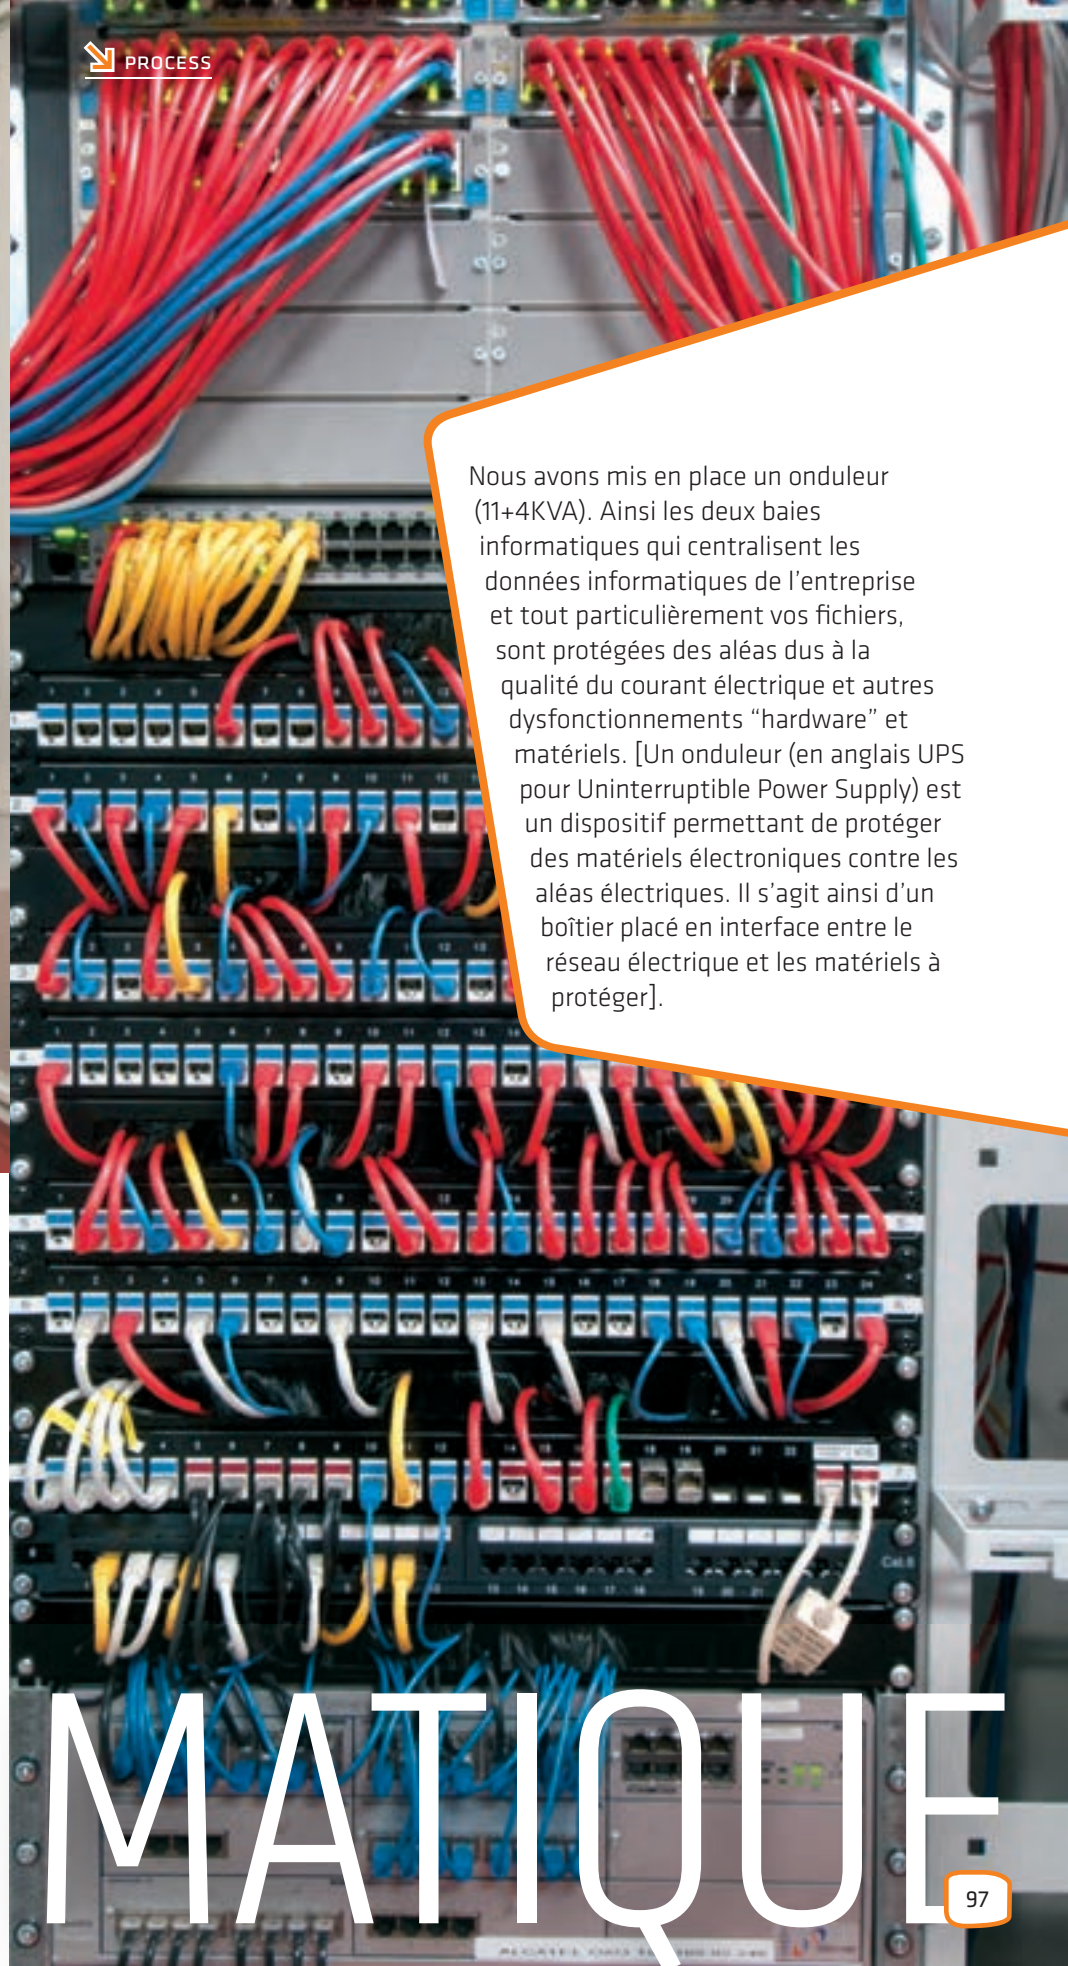 PROCESS
Nous avons mis en place un onduleur
(11+4KVA). Ainsi les deux baies
informatiques qui centralisent les
données informatiques de l’entreprise
et tout particulièrement vos fichiers,
sont protégées des aléas dus à la
qualité du courant électrique et autres
dysfonctionnements “hardware” et
matériels. [Un onduleur (en anglais UPS
pour Uninterruptible Power Supply) est
un dispositif permettant de protéger
des matériels électroniques contre les
aléas électriques. Il s’agit ainsi d’un
boîtier placé en interface entre le
réseau électrique et les matériels à
protéger].
MATIQUE
97